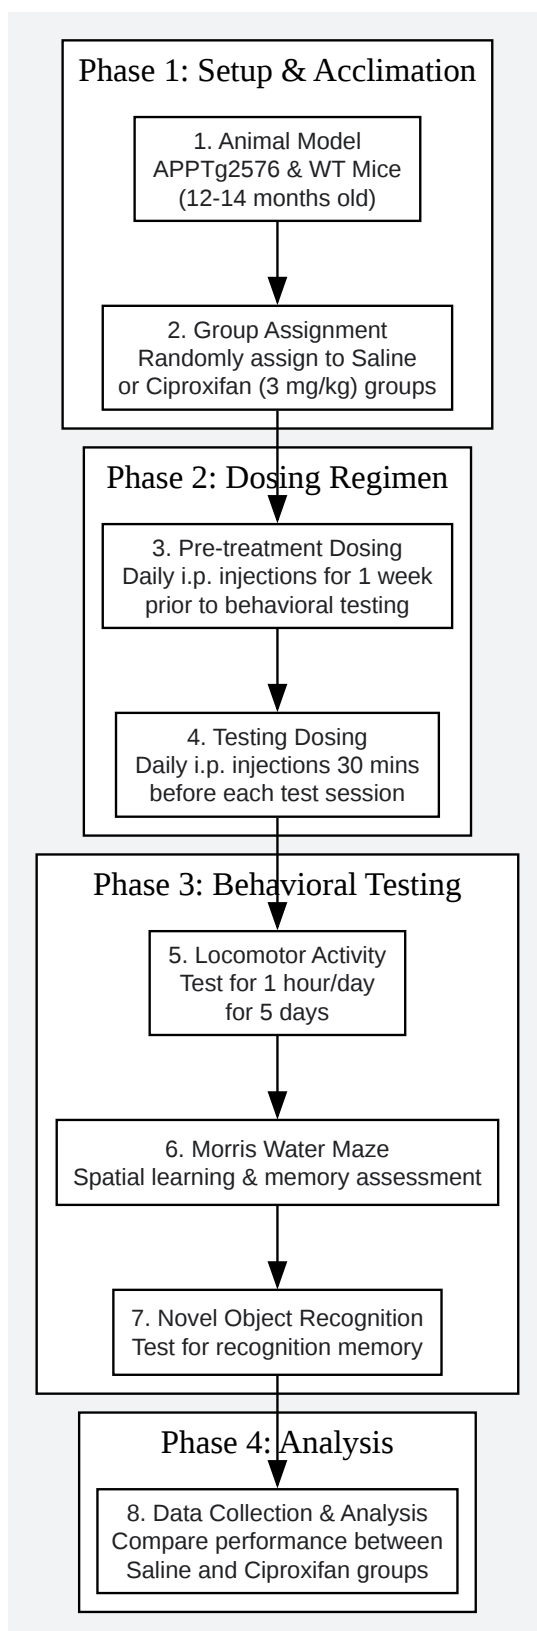 Phase 1: Setup & Acclimation
1. Animal Model
APPTg2576 & WT Mice
(12-14 months old)
2. Group Assignment
Randomly assign to Saline
or Ciproxifan (3 mg/kg) groups
Phase 2: Dosing Regimen
3. Pre-treatment Dosing
Daily i.p. injections for 1 week
prior to behavioral testing
4. Testing Dosing
Daily i.p. injections 30 mins
before each test session
Phase 3: Behavioral Testing
5. Locomotor Activity
Test for 1 hour/day
for 5 days
6. Morris Water Maze
Spatial learning & memory assessment
7. Novel Object Recognition
Test for recognition memory
Phase 4: Analysis
8. Data Collection & Analysis
Compare performance between
Saline and Ciproxifan groups